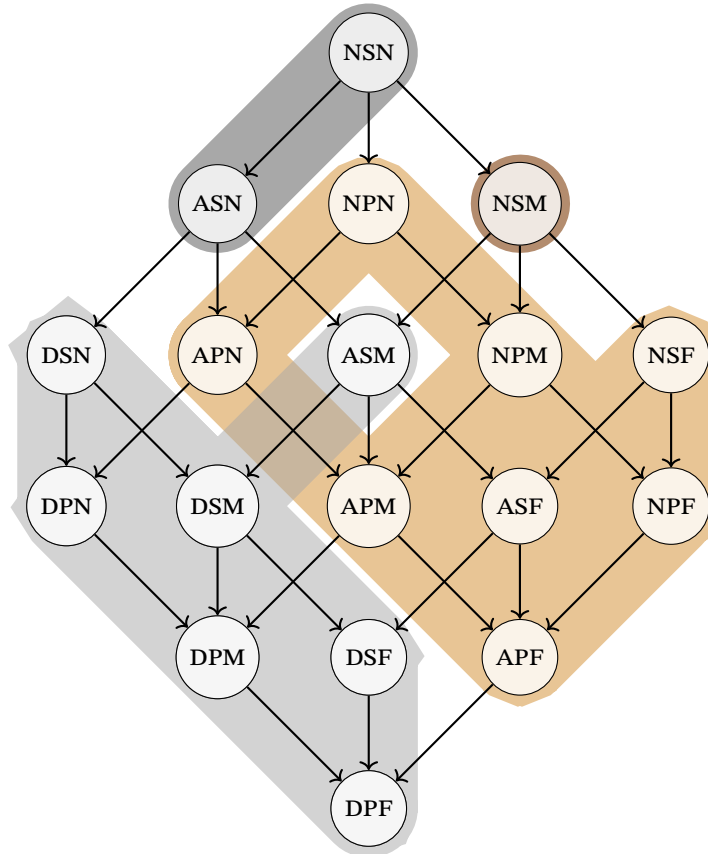 NSN
ASN NPN NSM
DSN APN ASM NPM NSF
DPN DSM APM ASF NPF
DPM DSF APF
DPF